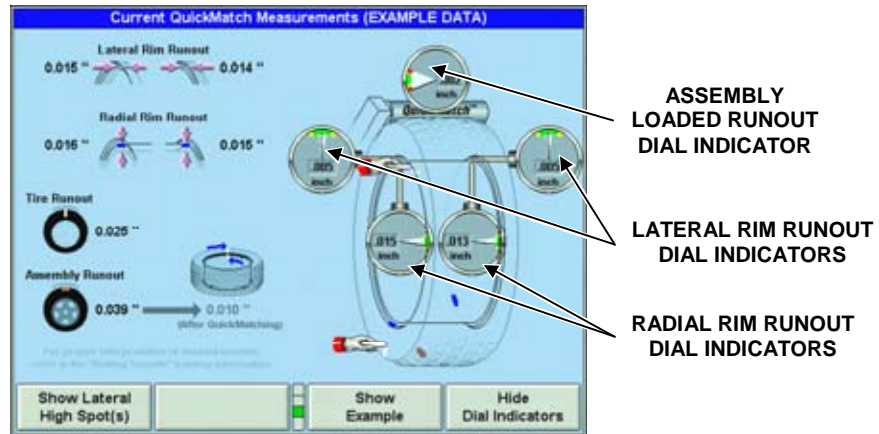 Current QuickMatch Measurements (EXAMPLE DATA)
Lateral Rim Runout
0.015 " 0.014 "
Radial Rim Runout
0.016 " 0.015 "
Tire Runout
0.025 "
Assembly Runout
0.039 " 0.010 "
(After QuickMatching)
inch
.005
inch
.005
inch
.015
inch
.013
inch
ASSEMBLY
LOADED RUNOUT
DIAL INDICATOR
LATERAL RIM RUNOUT
DIAL INDICATORS
RADIAL RIM RUNOUT
DIAL INDICATORS
Show Lateral
High Spot(s)
Show
Example
Hide
Dial Indicators